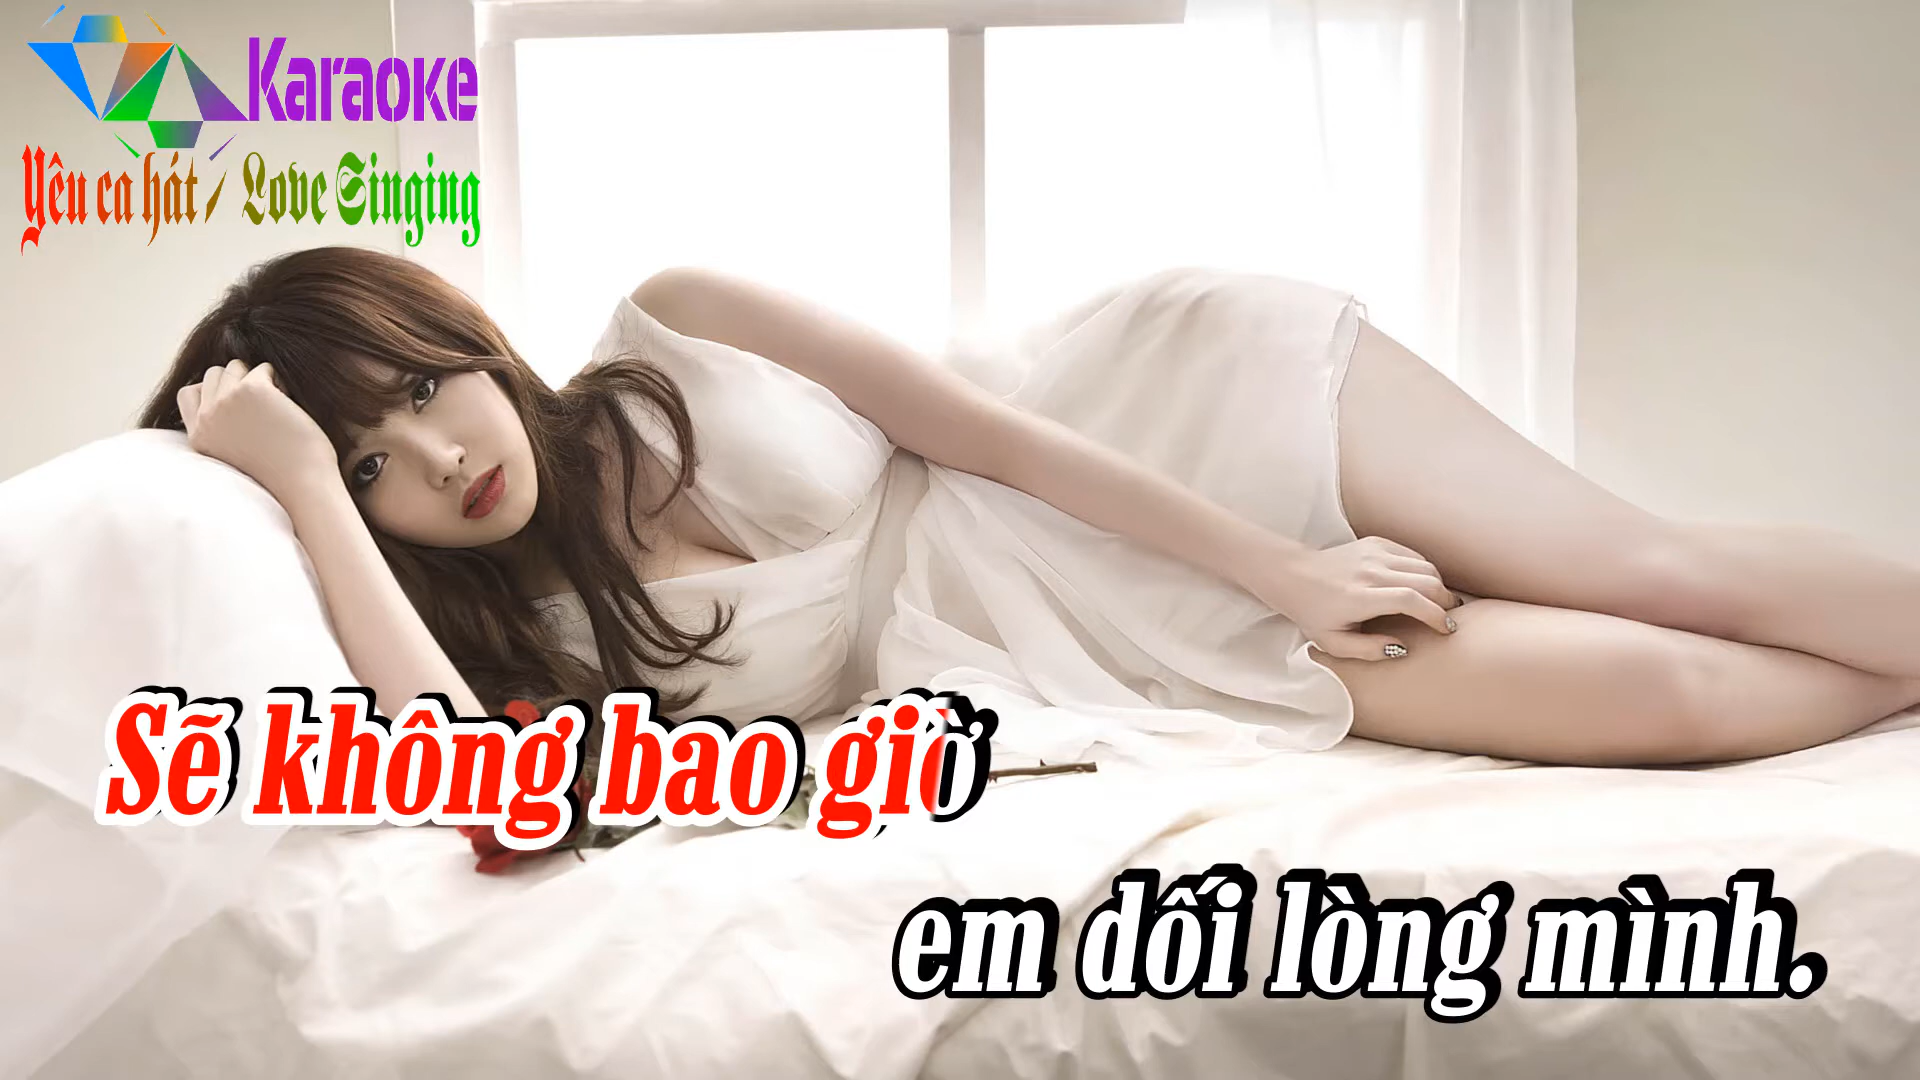 Karaoke
Yêu ca hát / Love Singing
Sẽ không bao giờ
em dối lòng mình.